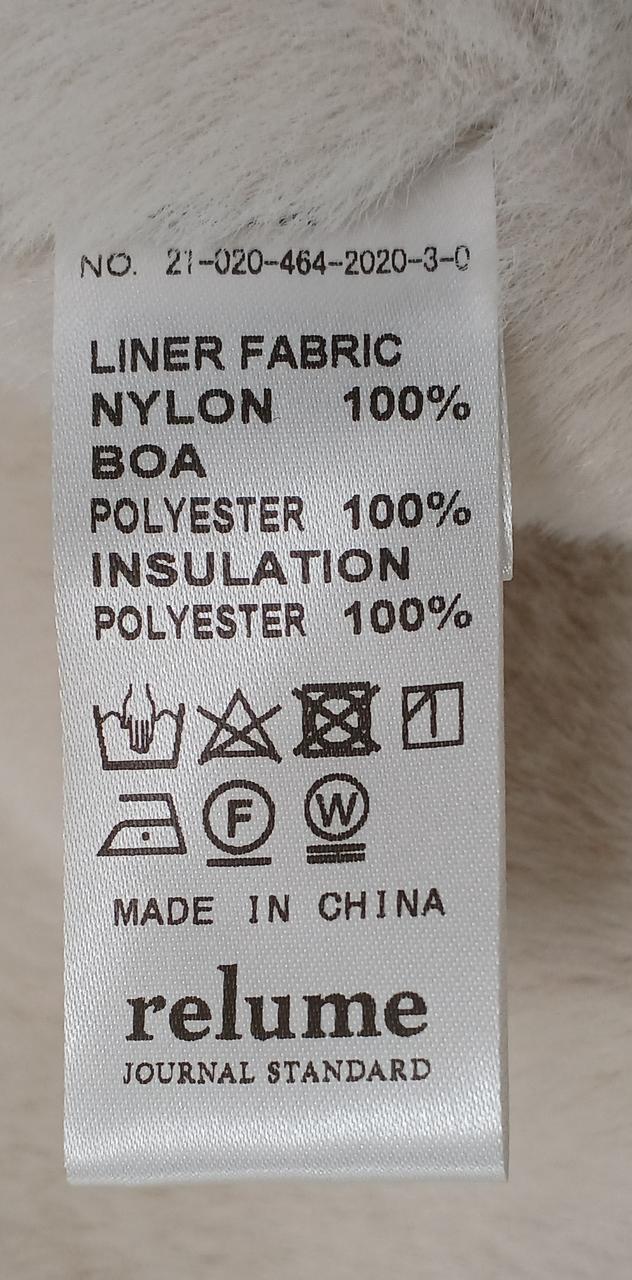 NO. 21-020-464-2020-3-0
LINER FABRIC
NYLON 100%
BOA
POLYESTER 100%
INSULATION
POLYESTER 100%
F W
MADE IN CHINA
relume
JOURNAL STANDARD